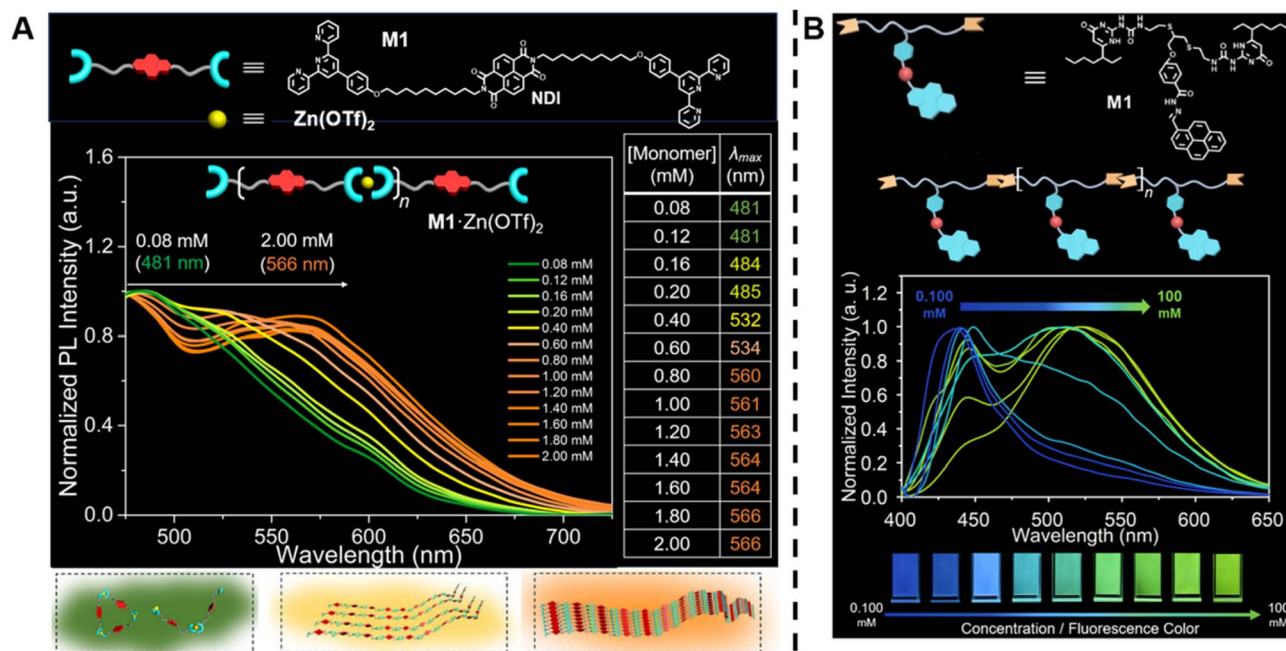 A
M1
NDI
≡ Zn(OTf)2
1.6
1.2
0.8
0.4
0.0
Normalized PL Intensity (a.u.)
n
M1·Zn(OTf)2
0.08 mM
(481 nm)
2.00 mM
(566 nm)
0.08 mM
0.12 mM
0.16 mM
0.20 mM
0.40 mM
0.60 mM
0.80 mM
1.00 mM
1.20 mM
1.40 mM
1.60 mM
1.80 mM
2.00 mM
500 550 600 650 700
Wavelength (nm)
[Monomer] (mM) λmax (nm)
0.08 481
0.12 481
0.16 484
0.20 485
0.40 532
0.60 534
0.80 560
1.00 561
1.20 563
1.40 564
1.60 564
1.80 566
2.00 566
B
M1
n
1.2
1.0
0.8
0.6
0.4
0.2
0.0
Normalized Intensity (a. u.)
0.100 mM
100 mM
400 450 500 550 600 650
Wavelength (nm)
0.100 mM
100 mM
Concentration / Fluorescence Color